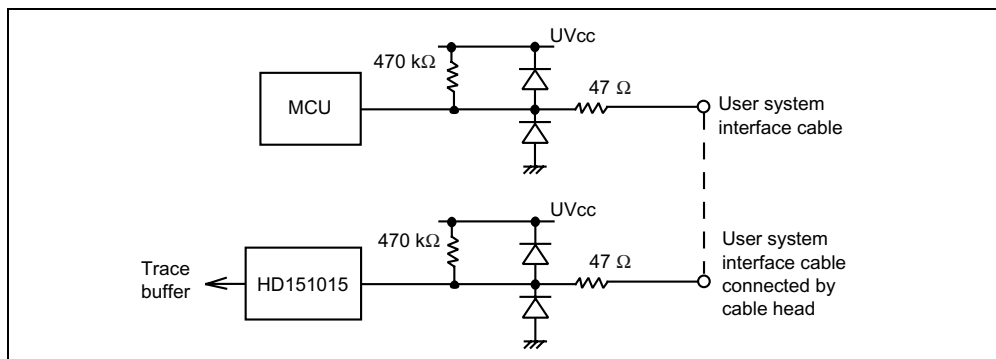 UVcc
470 kΩ
47 Ω
MCU
User system
interface cable
UVcc
470 kΩ
47 Ω
Trace
buffer
HD151015
User system
interface cable
connected by
cable head